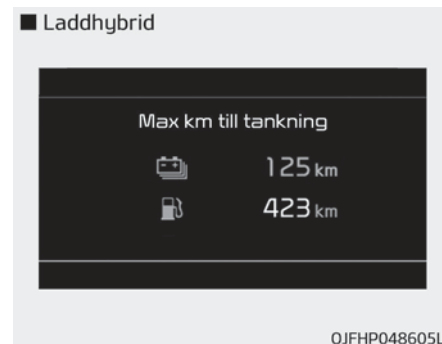 ■ Laddhybrid
Max km till tankning
125 km
423 km
OJFHP048605L